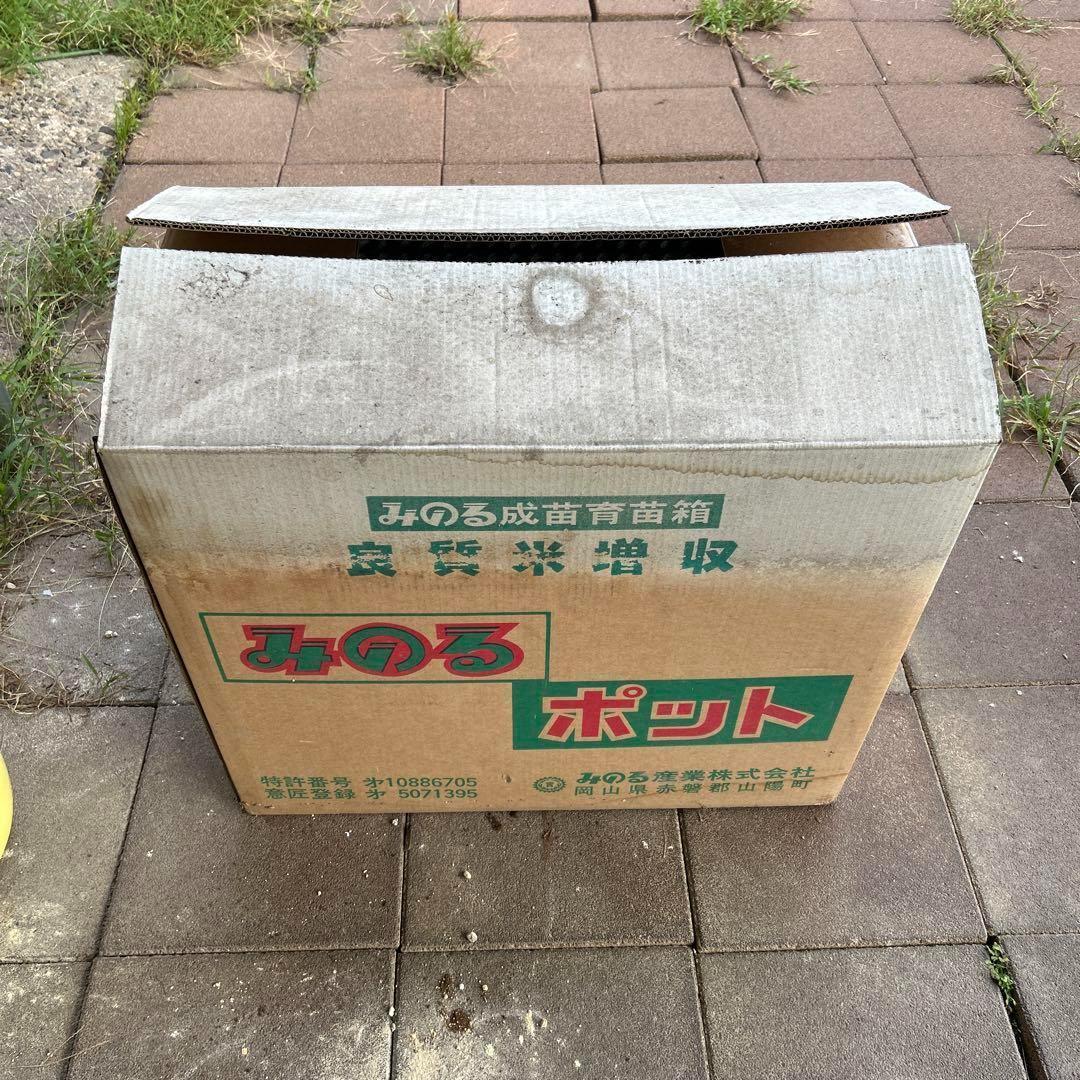 みのる成苗育苗箱
良質米増収
みのる
ポット
特許番号 才10886705
意匠登録 才 5071395
みのる産業株式会社
岡山県赤磐郡山陽町